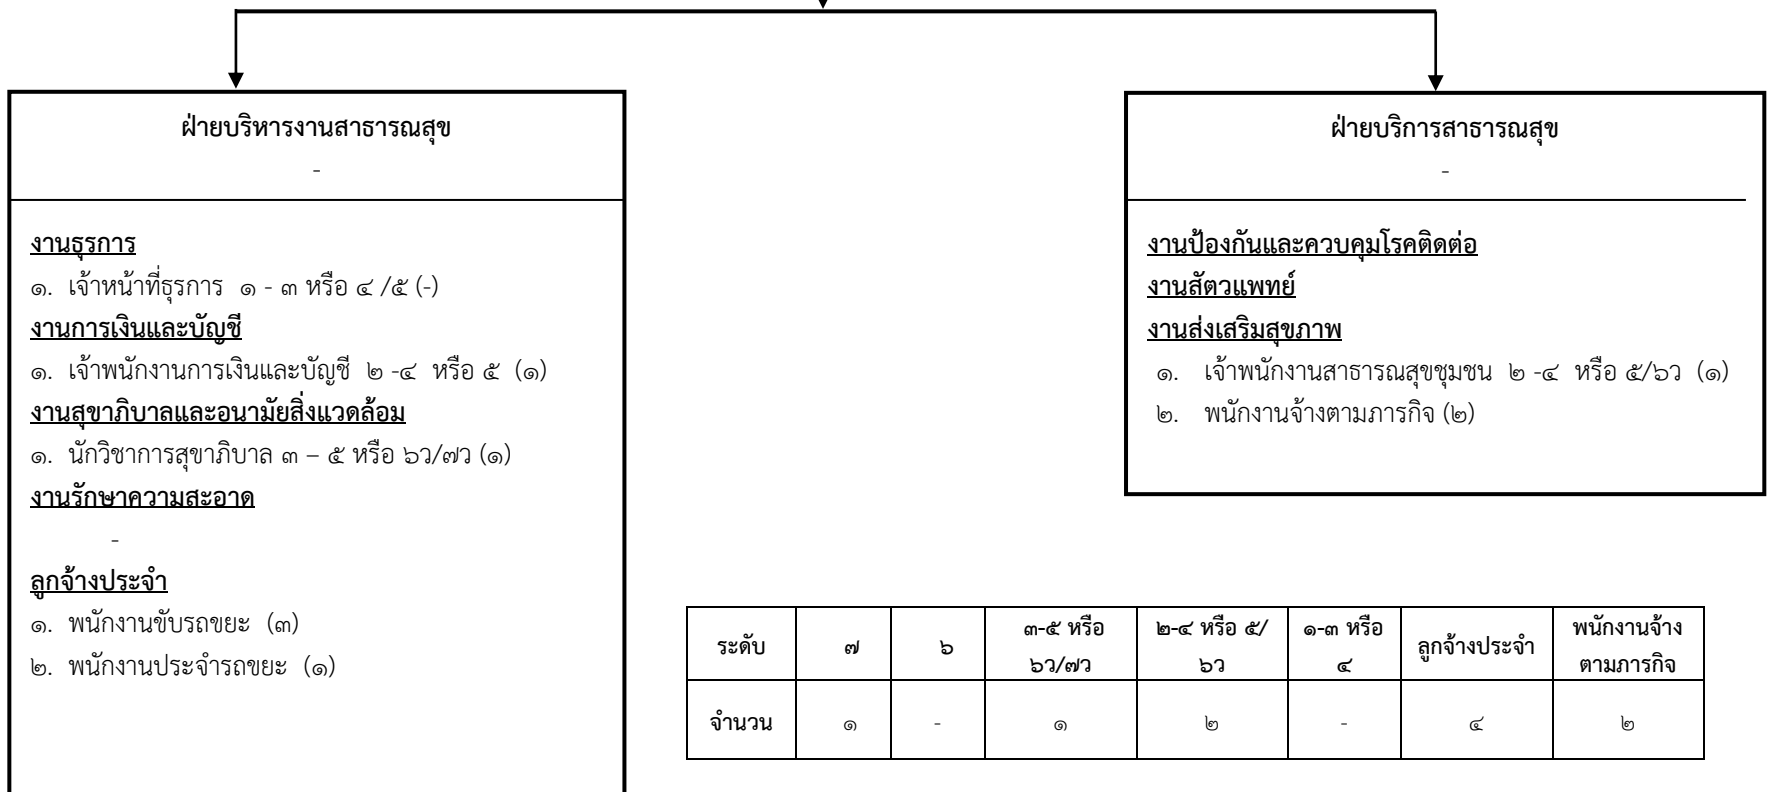 ฝ่ายบริหารงานสาธารณสุข
-
งานธุรการ
๑. เจ้าหน้าที่ธุรการ ๑ - ๓ หรือ ๔ /๕ (-)
งานการเงินและบัญชี
๑. เจ้าพนักงานการเงินและบัญชี ๒ -๔ หรือ ๕ (๑)
งานสุขาภิบาลและอนามัยสิ่งแวดล้อม
๑. นักวิชาการสุขาภิบาล ๓ – ๕ หรือ ๖ว/๗ว (๑)
งานรักษาความสะอาด
-
ลูกจ้างประจำ
๑. พนักงานขับรถขยะ (๓)
๒. พนักงานประจำรถขยะ (๑)
ฝ่ายบริการสาธารณสุข
-
งานป้องกันและควบคุมโรคติดต่อ
งานสัตวแพทย์
งานส่งเสริมสุขภาพ
๑. เจ้าพนักงานสาธารณสุขชุมชน ๒ -๔ หรือ ๕/๖ว (๑)
๒. พนักงานจ้างตามภารกิจ (๒)
ระดับ ๗ ๖ ๓-๕ หรือ ๒-๔ หรือ ๕/ ๑-๓ หรือ ลูกจ้างประจำ พนักงานจ้าง
๖ว/๗ว ๖ว ๔ ตามภารกิจ
จำนวน ๑ - ๑ ๒ - ๔ ๒